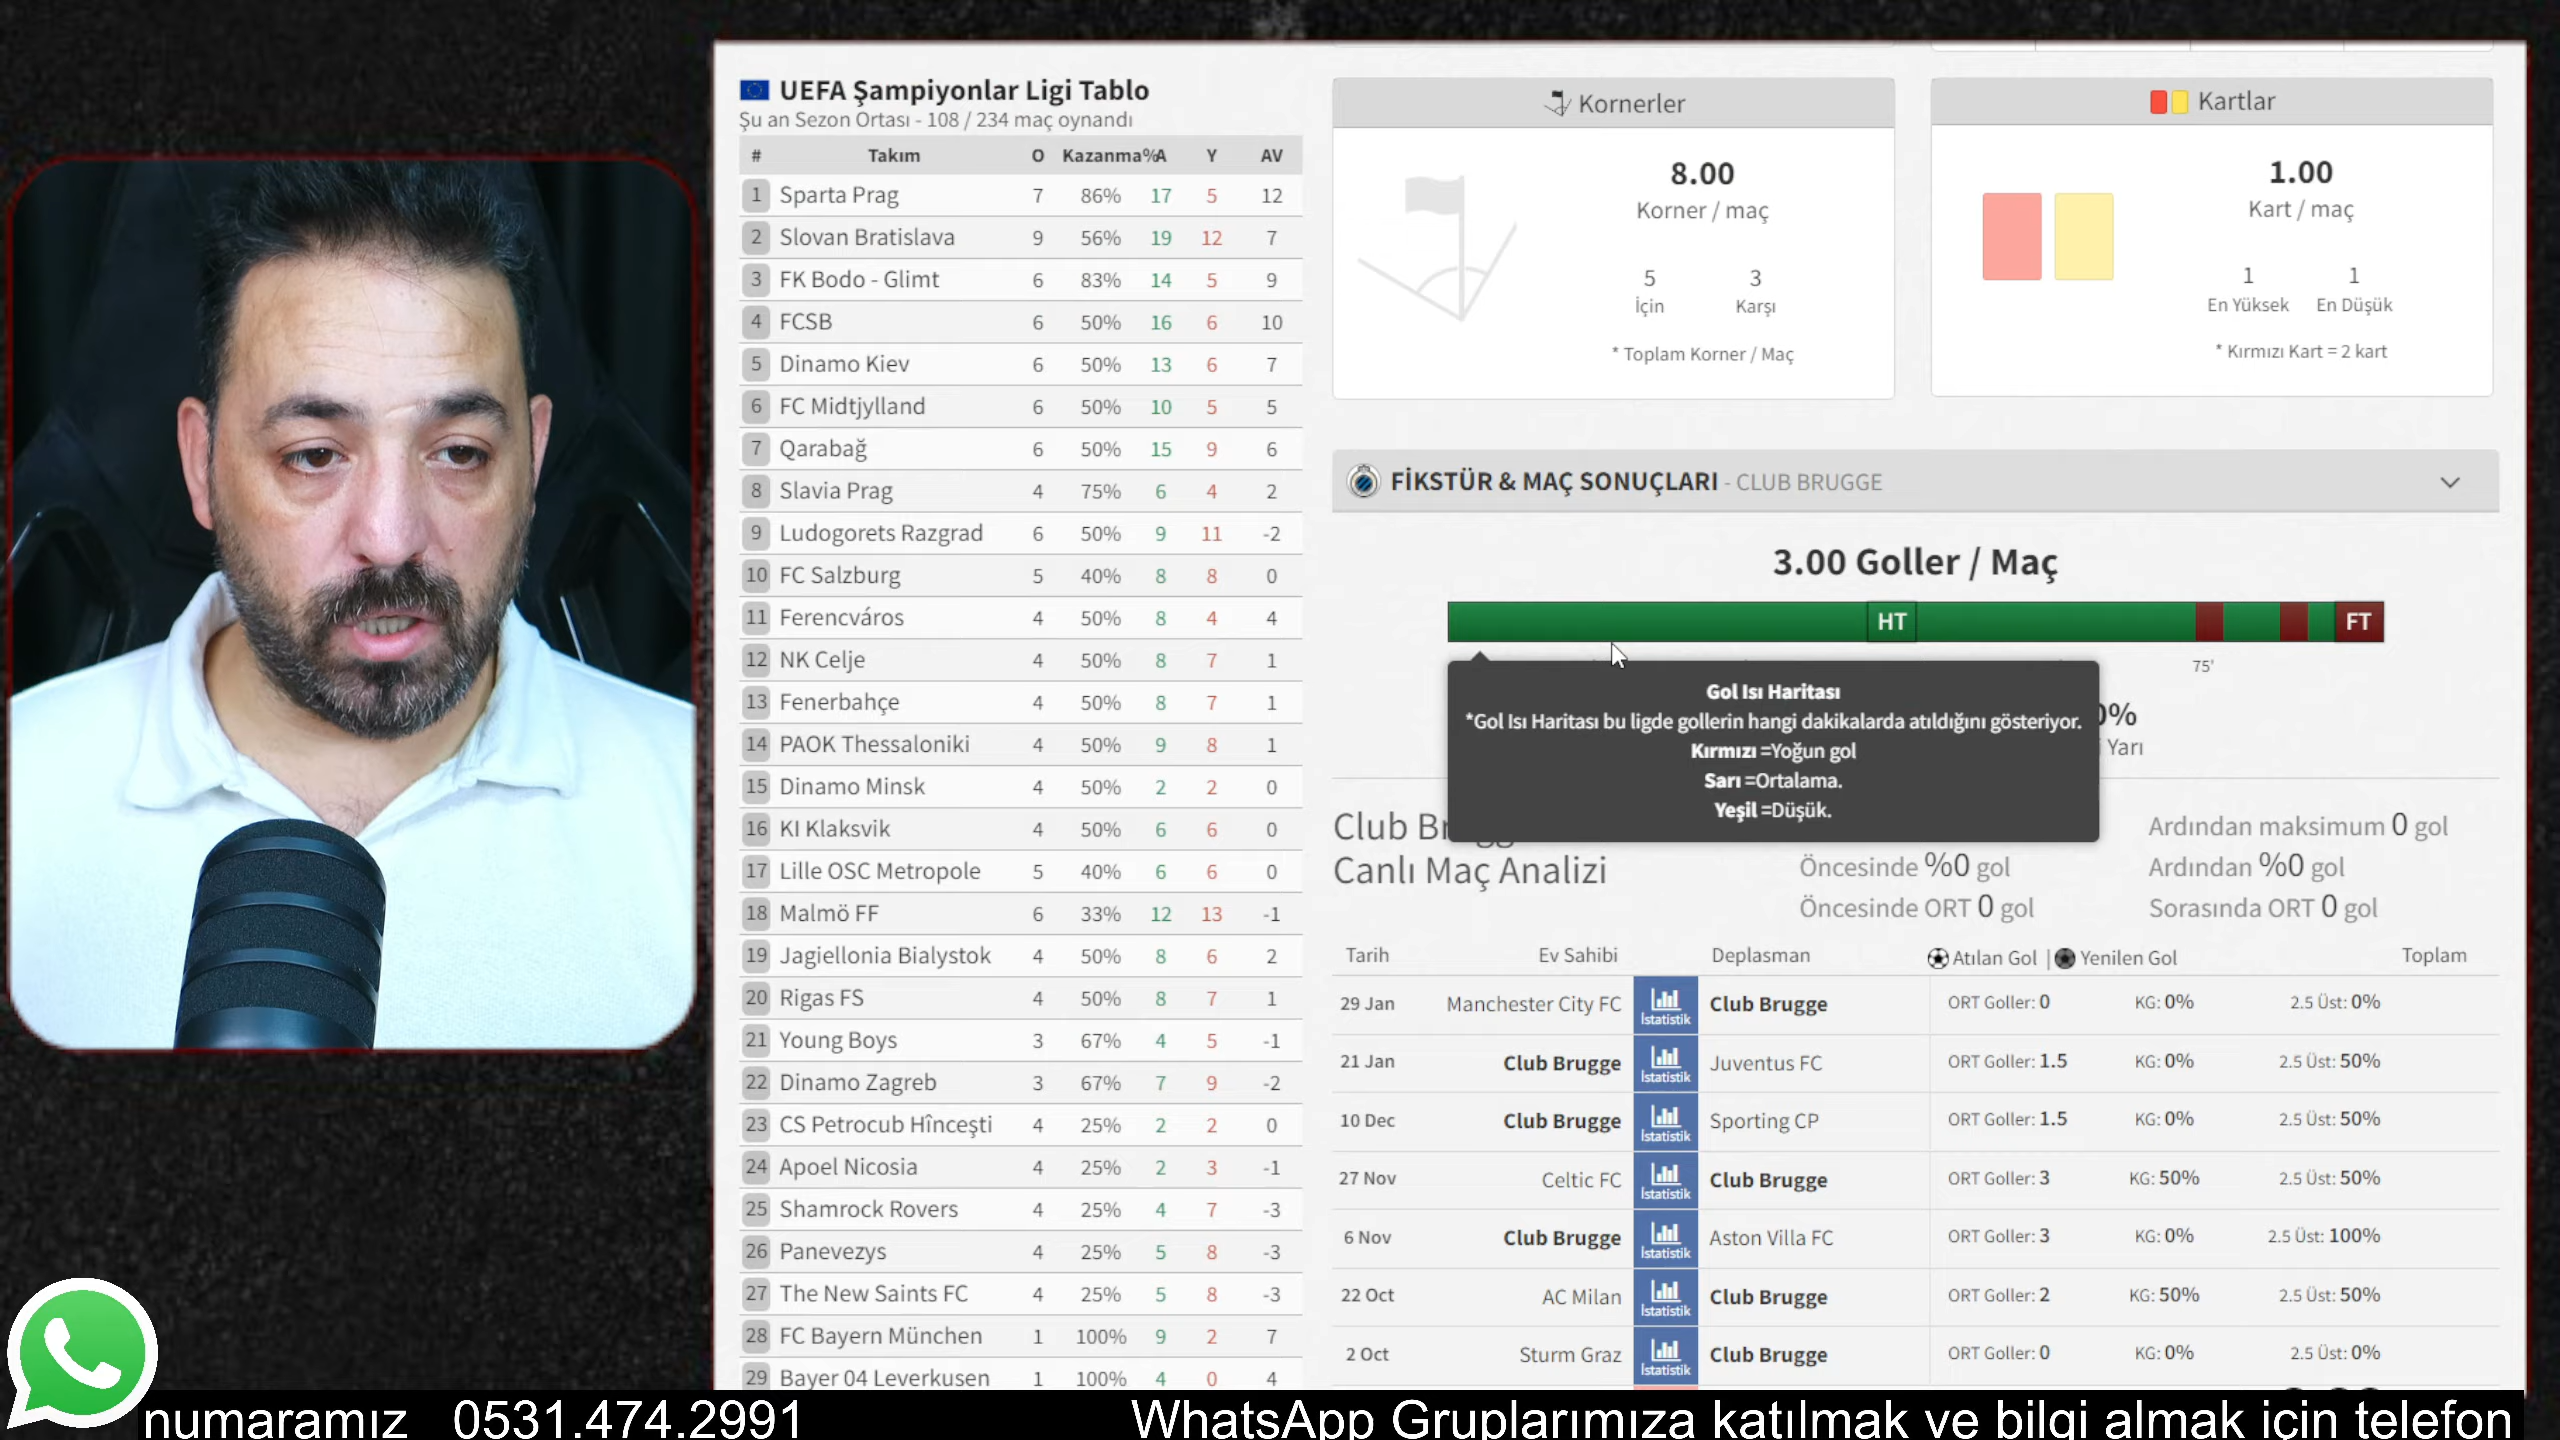 UEFA Şampiyonlar Ligi Tablo
Şu an Sezon Ortası - 108 / 234 maç oynandı
# Takım O Kazanma% A Y AV
1 Sparta Prag 7 86% 17 5 12
2 Slovan Bratislava 9 56% 19 12 7
3 FK Bodo - Glimt 6 83% 14 5 9
4 FCSB 6 50% 16 6 10
5 Dinamo Kiev 6 50% 13 6 7
6 FC Midtjylland 6 50% 10 5 5
7 Qarabağ 6 50% 15 9 6
8 Slavia Prag 4 75% 6 4 2
9 Ludogorets Razgrad 6 50% 9 11 -2
10 FC Salzburg 5 40% 8 8 0
11 Ferencváros 4 50% 8 4 4
12 NK Celje 4 50% 8 7 1
13 Fenerbahçe 4 50% 8 7 1
14 PAOK Thessaloniki 4 50% 9 8 1
15 Dinamo Minsk 4 50% 2 2 0
16 KI Klaksvik 4 50% 6 6 0
17 Lille OSC Metropole 5 40% 6 6 0
18 Malmö FF 6 33% 12 13 -1
19 Jagiellonia Bialystok 4 50% 8 6 2
20 Rigas FS 4 50% 8 7 1
21 Young Boys 3 67% 4 5 -1
22 Dinamo Zagreb 3 67% 7 9 -2
23 CS Petrocub Hînceşti 4 25% 2 2 0
24 Apoel Nicosia 4 25% 2 3 -1
25 Shamrock Rovers 4 25% 4 7 -3
26 Panevezys 4 25% 5 8 -3
27 The New Saints FC 4 25% 5 8 -3
28 FC Bayern München 1 100% 9 2 7
29 Bayer 04 Leverkusen 1 100% 4 0 4
Kornerler
8.00
Korner / maç
5 3
İçin Karşı
* Toplam Korner / Maç
Kartlar
1.00
Kart / maç
1 1
En Yüksek En Düşük
* Kırmızı Kart = 2 kart
FİKSTÜR & MAÇ SONUÇLARI - CLUB BRUGGE
3.00 Goller / Maç
HT FT
75'
Gol Isı Haritası
*Gol Isı Haritası bu ligde gollerin hangi dakikalarda atıldığını gösteriyor.
Kırmızı =Yoğun gol
Sarı =Ortalama.
Yeşil =Düşük.
0%
Yarı
Club
Canlı Maç Analizi
Öncesinde %0 gol
Öncesinde ORT 0 gol
Ardından maksimum 0 gol
Ardından %0 gol
Sorasında ORT 0 gol
Tarih Ev Sahibi Deplasman Atılan Gol | Yenilen Gol Toplam
29 Jan Manchester City FC İstatistik Club Brugge ORT Goller: 0 KG: 0% 2.5 Üst: 0%
21 Jan Club Brugge İstatistik Juventus FC ORT Goller: 1.5 KG: 0% 2.5 Üst: 50%
10 Dec Club Brugge İstatistik Sporting CP ORT Goller: 1.5 KG: 0% 2.5 Üst: 50%
27 Nov Celtic FC İstatistik Club Brugge ORT Goller: 3 KG: 50% 2.5 Üst: 50%
6 Nov Club Brugge İstatistik Aston Villa FC ORT Goller: 3 KG: 0% 2.5 Üst: 100%
22 Oct AC Milan İstatistik Club Brugge ORT Goller: 2 KG: 50% 2.5 Üst: 50%
2 Oct Sturm Graz İstatistik Club Brugge ORT Goller: 0 KG: 0% 2.5 Üst: 0%
numaramız 0531.474.2991 WhatsApp Gruplarımıza katılmak ve bilgi almak için telefon